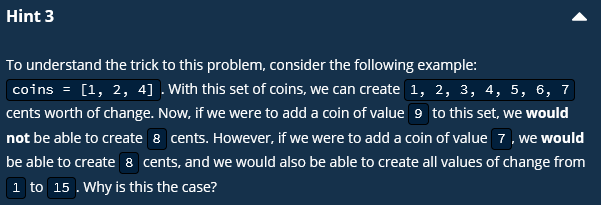 Hint 3
To understand the trick to this problem, consider the following example:
coins = [1, 2, 4] . With this set of coins, we can create 1, 2, 3, 4, 5, 6, 7
cents worth of change. Now, if we were to add a coin of value 9 to this set, we would
not be able to create 8 cents. However, if we were to add a coin of value 7 , we would
be able to create 8 cents, and we would also be able to create all values of change from
1 to 15 . Why is this the case?